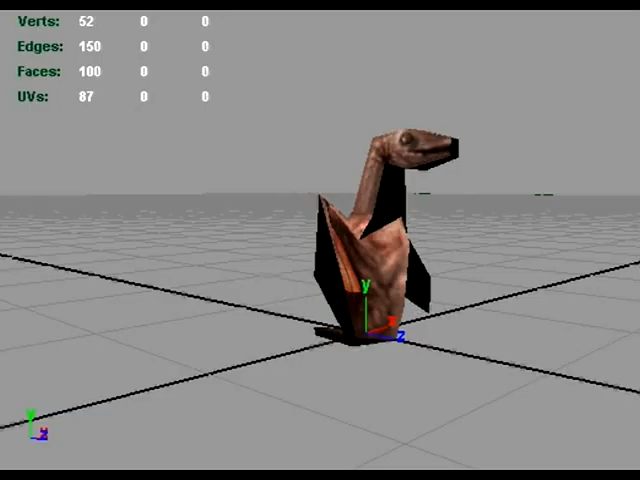 Verts: 52 0 0
Edges: 150 0 0
Faces: 100 0 0
UVs: 87 0 0
y
z
y
z